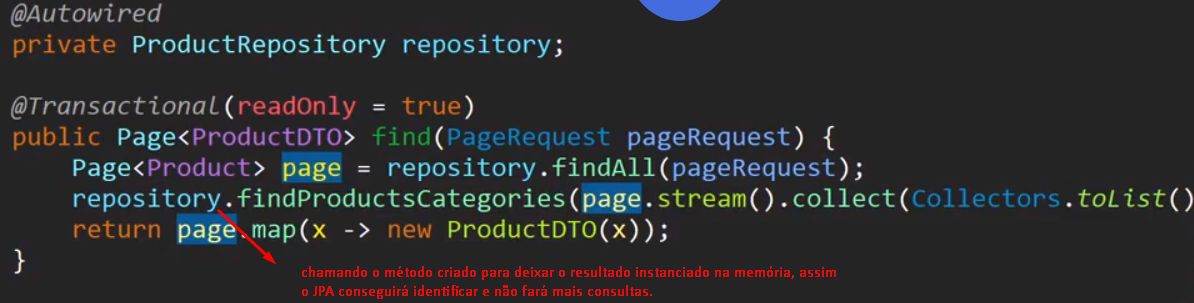 @Autowired
private ProductRepository repository;
@Transactional(readOnly = true)
public Page<ProductDTO> find(PageRequest pageRequest) {
Page<Product> page = repository.findAll(pageRequest);
repository.findProductsCategories(page.stream().collect(Collectors.toList()
return page.map(x -> new ProductDTO(x));
}
chamando o método criado para deixar o resultado instanciado na memória, assim
o JPA conseguirá identificar e não fará mais consultas.